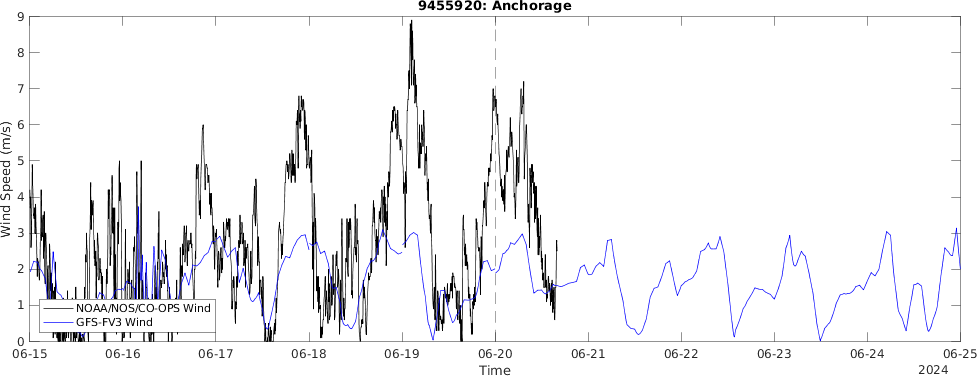 9455920: Anchorage
9
8
7
6
5
4
3
2
1
0
Wind Speed (m/s)
NOAA/NOS/CO-OPS Wind
GFS-FV3 Wind
06-15 06-16 06-17 06-18 06-19 06-20 06-21 06-22 06-23 06-24 06-25
Time
2024